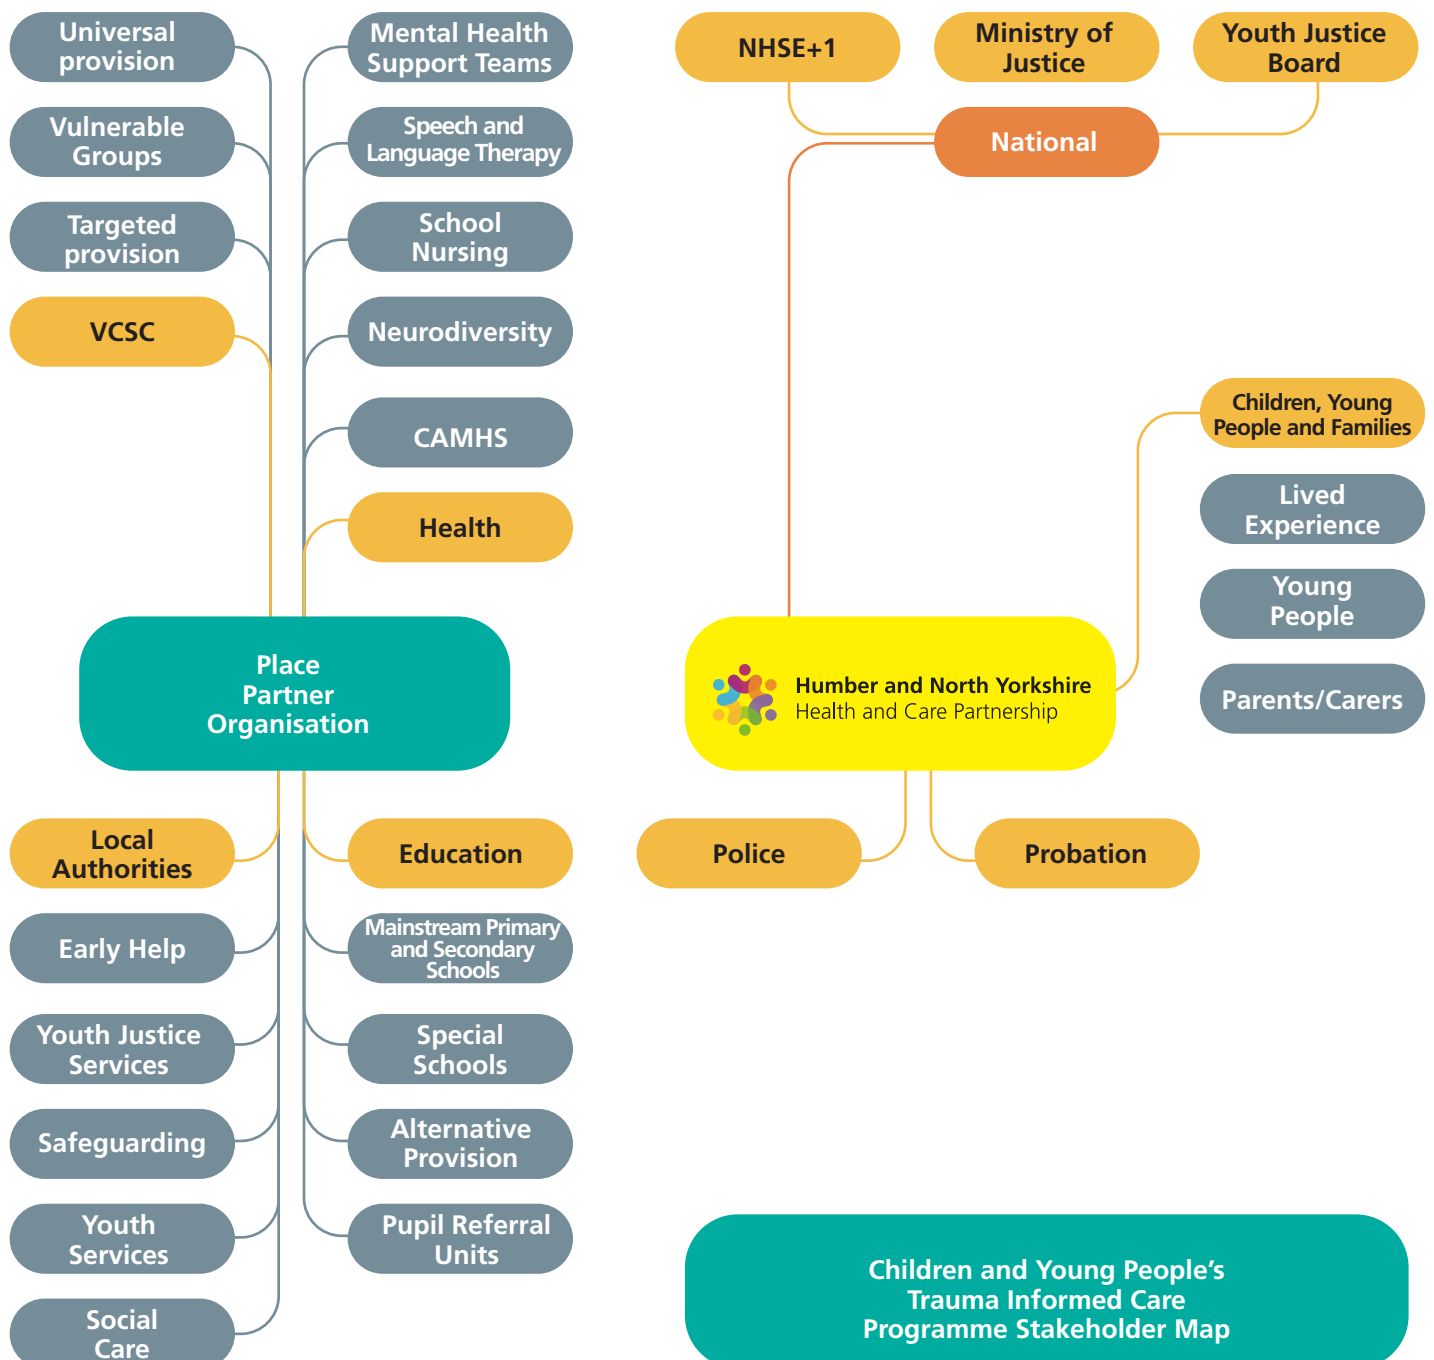 Universal
provision
Vulnerable
Groups
Targeted
provision
VCSC
Mental Health
Support Teams
Speech and
Language Therapy
School
Nursing
Neurodiversity
CAMHS
Health
Place
Partner
Organisation
Local
Authorities
Early Help
Youth Justice
Services
Safeguarding
Youth
Services
Social
Care
Education
Mainstream Primary
and Secondary
Schools
Special
Schools
Alternative
Provision
Pupil Referral
Units
NHSE+1
Ministry of
Justice
Youth Justice
Board
National
Children, Young
People and Families
Lived
Experience
Young
People
Parents/Carers
Humber and North Yorkshire
Health and Care Partnership
Police
Probation
Children and Young People’s
Trauma Informed Care
Programme Stakeholder Map